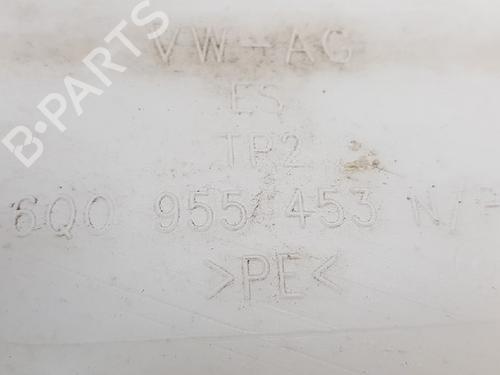 B-PARTS
VW-AG
ES
TP2
6Q0 955 453 N/
>PE<